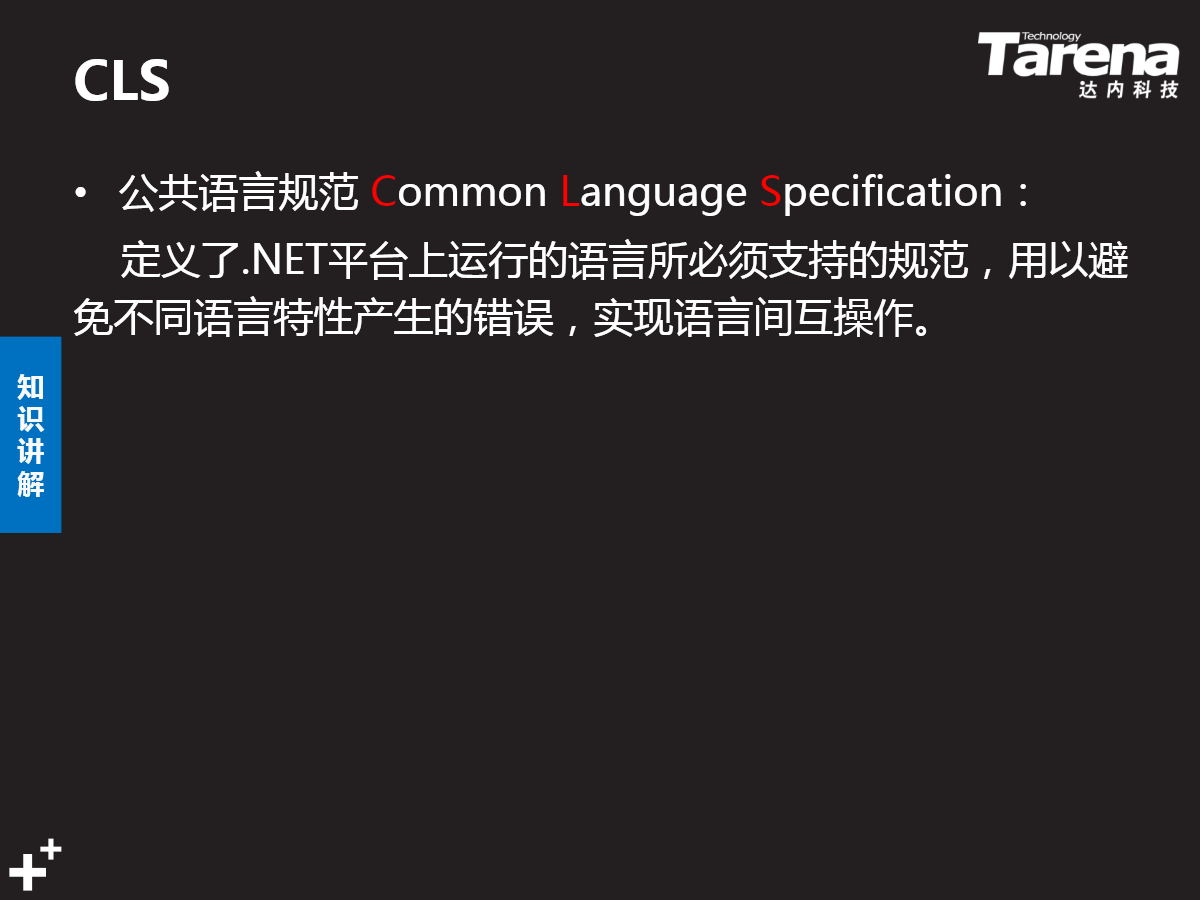 CLS
Technology
Tarena
达内科技
• 公共语言规范 Common Language Specification：
定义了.NET平台上运行的语言所必须支持的规范，用以避
免不同语言特性产生的错误，实现语言间互操作。
知
识
讲
解